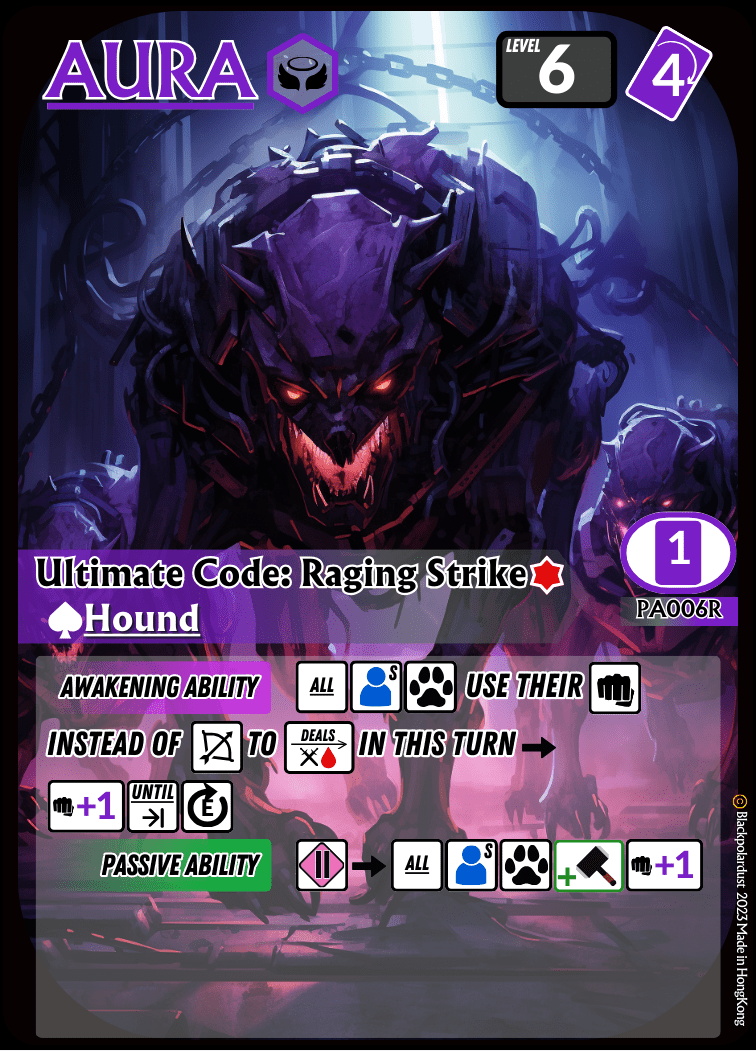 AURA
LEVEL 6
4
1
Ultimate Code: Raging Strike
PA006R
Hound
AWAKENING ABILITY ALL S USE THEIR
INSTEAD OF TO DEALS IN THIS TURN
+1 UNTIL E
PASSIVE ABILITY ALL S + +1
© Blackpolardust 2023 Made in HongKong